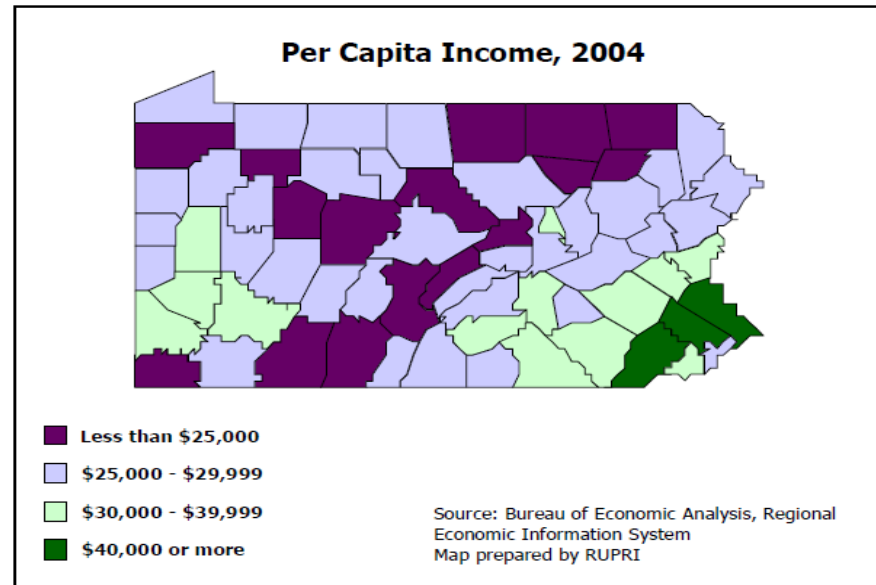 Per Capita Income, 2004
Less than $25,000
$25,000 - $29,999
$30,000 - $39,999
$40,000 or more
Source: Bureau of Economic Analysis, Regional
Economic Information System
Map prepared by RUPRI